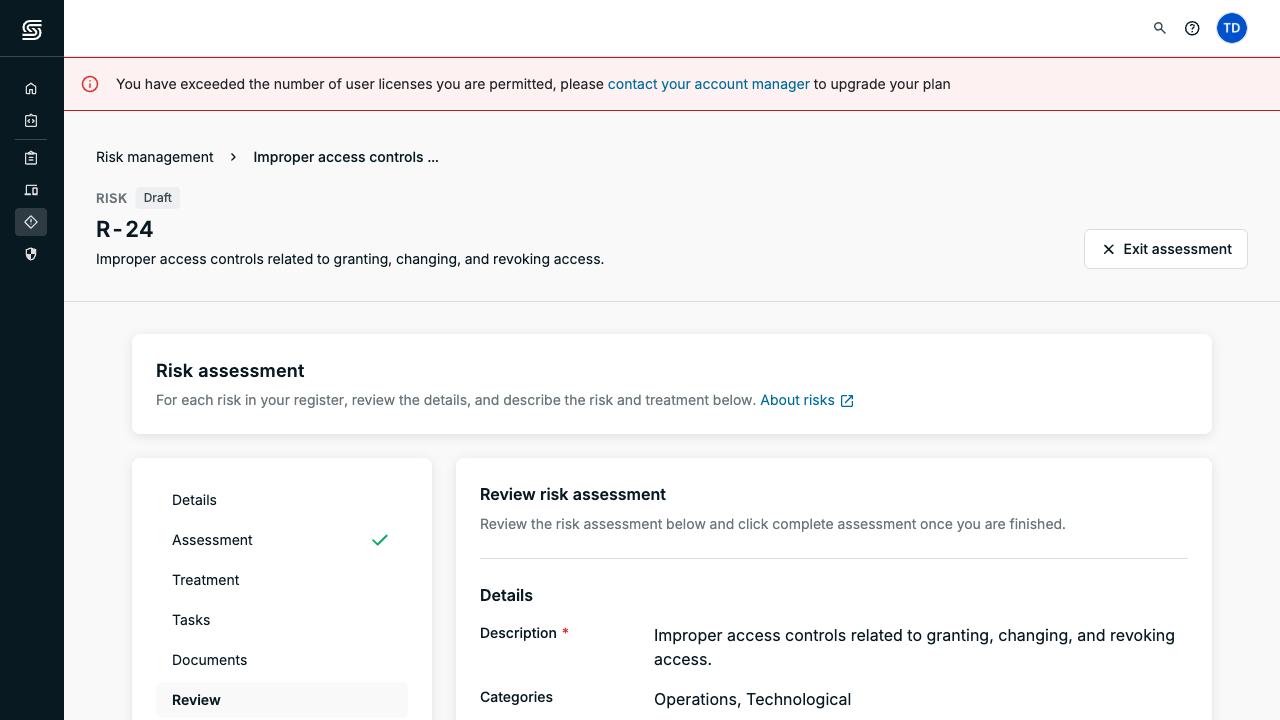 TD
You have exceeded the number of user licenses you are permitted, please contact your account manager to upgrade your plan
Risk management > Improper access controls ...
RISK Draft
R-24
Improper access controls related to granting, changing, and revoking access.
Exit assessment
Risk assessment
For each risk in your register, review the details, and describe the risk and treatment below. About risks
Details
Assessment
Treatment
Tasks
Documents
Review
Review risk assessment
Review the risk assessment below and click complete assessment once you are finished.
Details
Description *
Improper access controls related to granting, changing, and revoking
access.
Categories
Operations, Technological